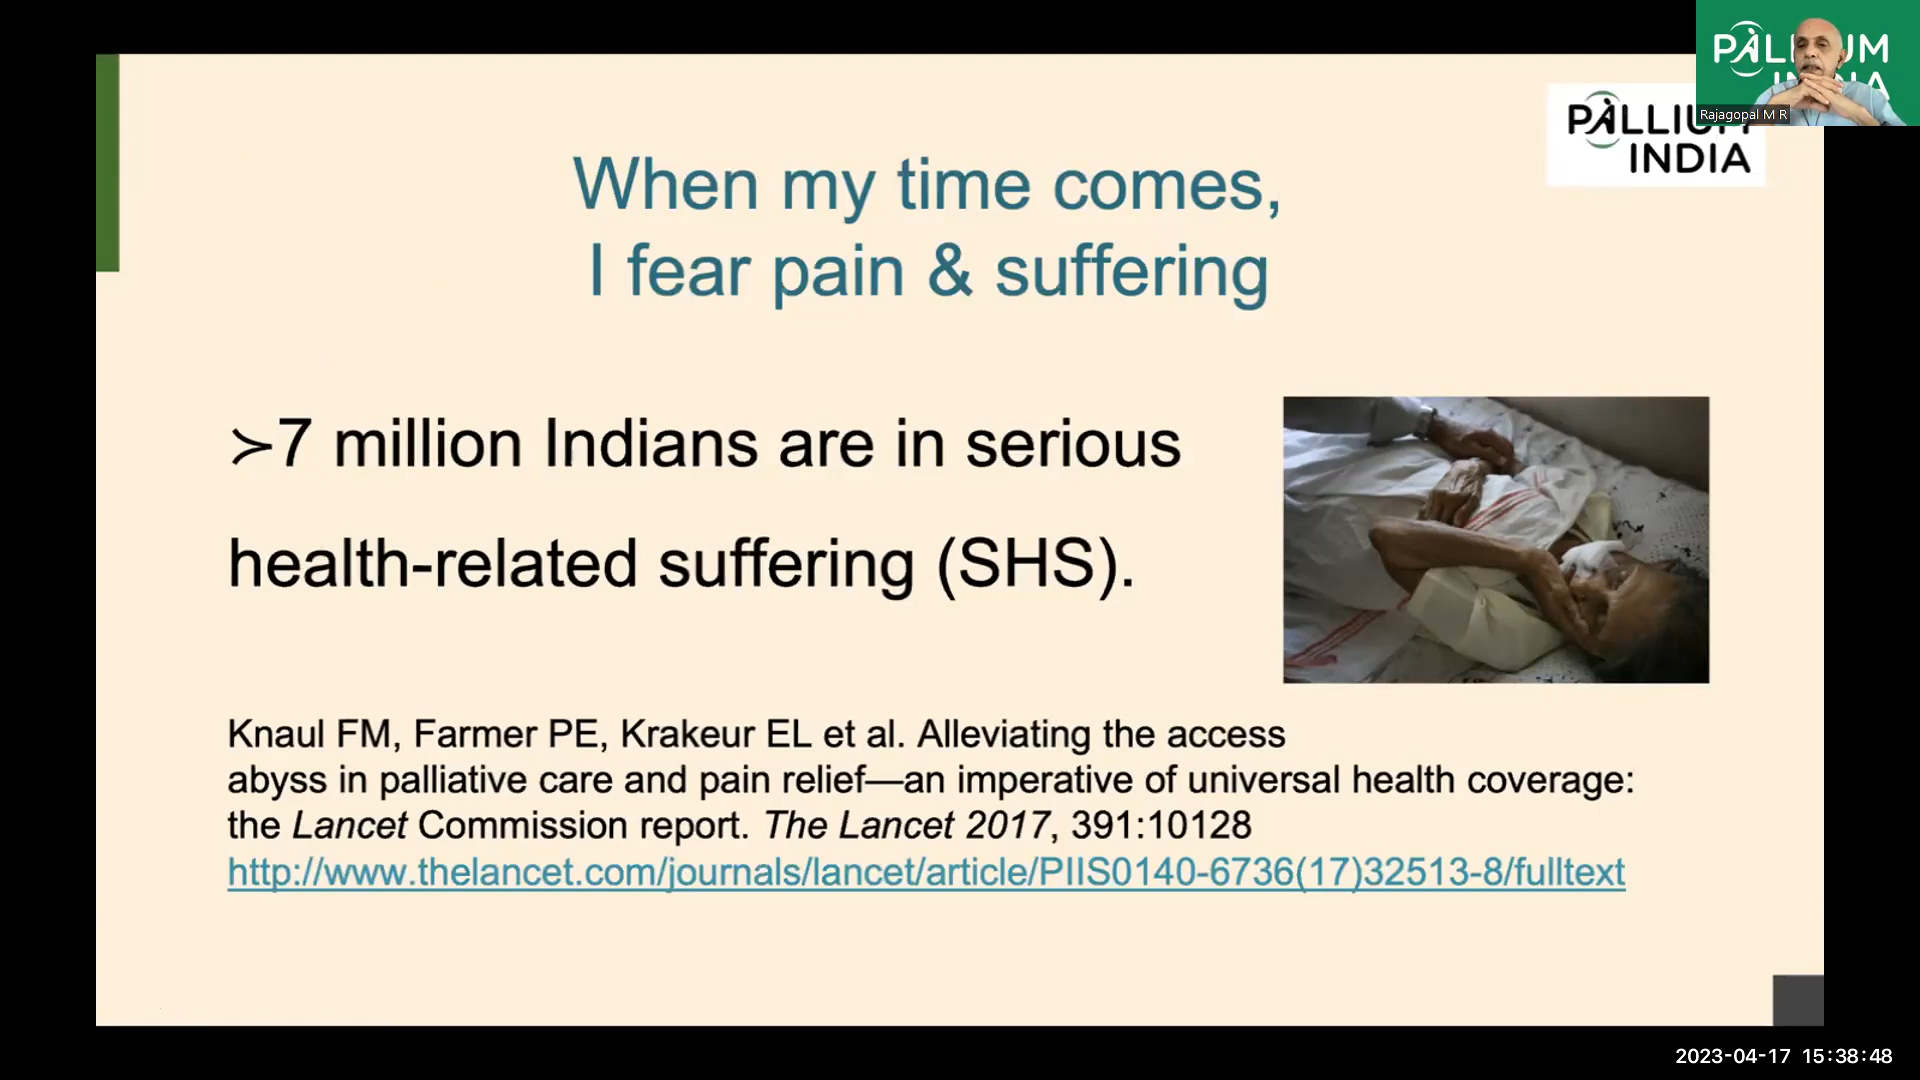 PALLIUM
INDIA
Rajagopal M R
PALLIUM
INDIA
When my time comes,
I fear pain & suffering
≻7 million Indians are in serious
health-related suffering (SHS).
Knaul FM, Farmer PE, Krakeur EL et al. Alleviating the access
abyss in palliative care and pain relief—an imperative of universal health coverage:
the Lancet Commission report. The Lancet 2017, 391:10128
http://www.thelancet.com/journals/lancet/article/PIIS0140-6736(17)32513-8/fulltext
2023-04-17 15:38:48